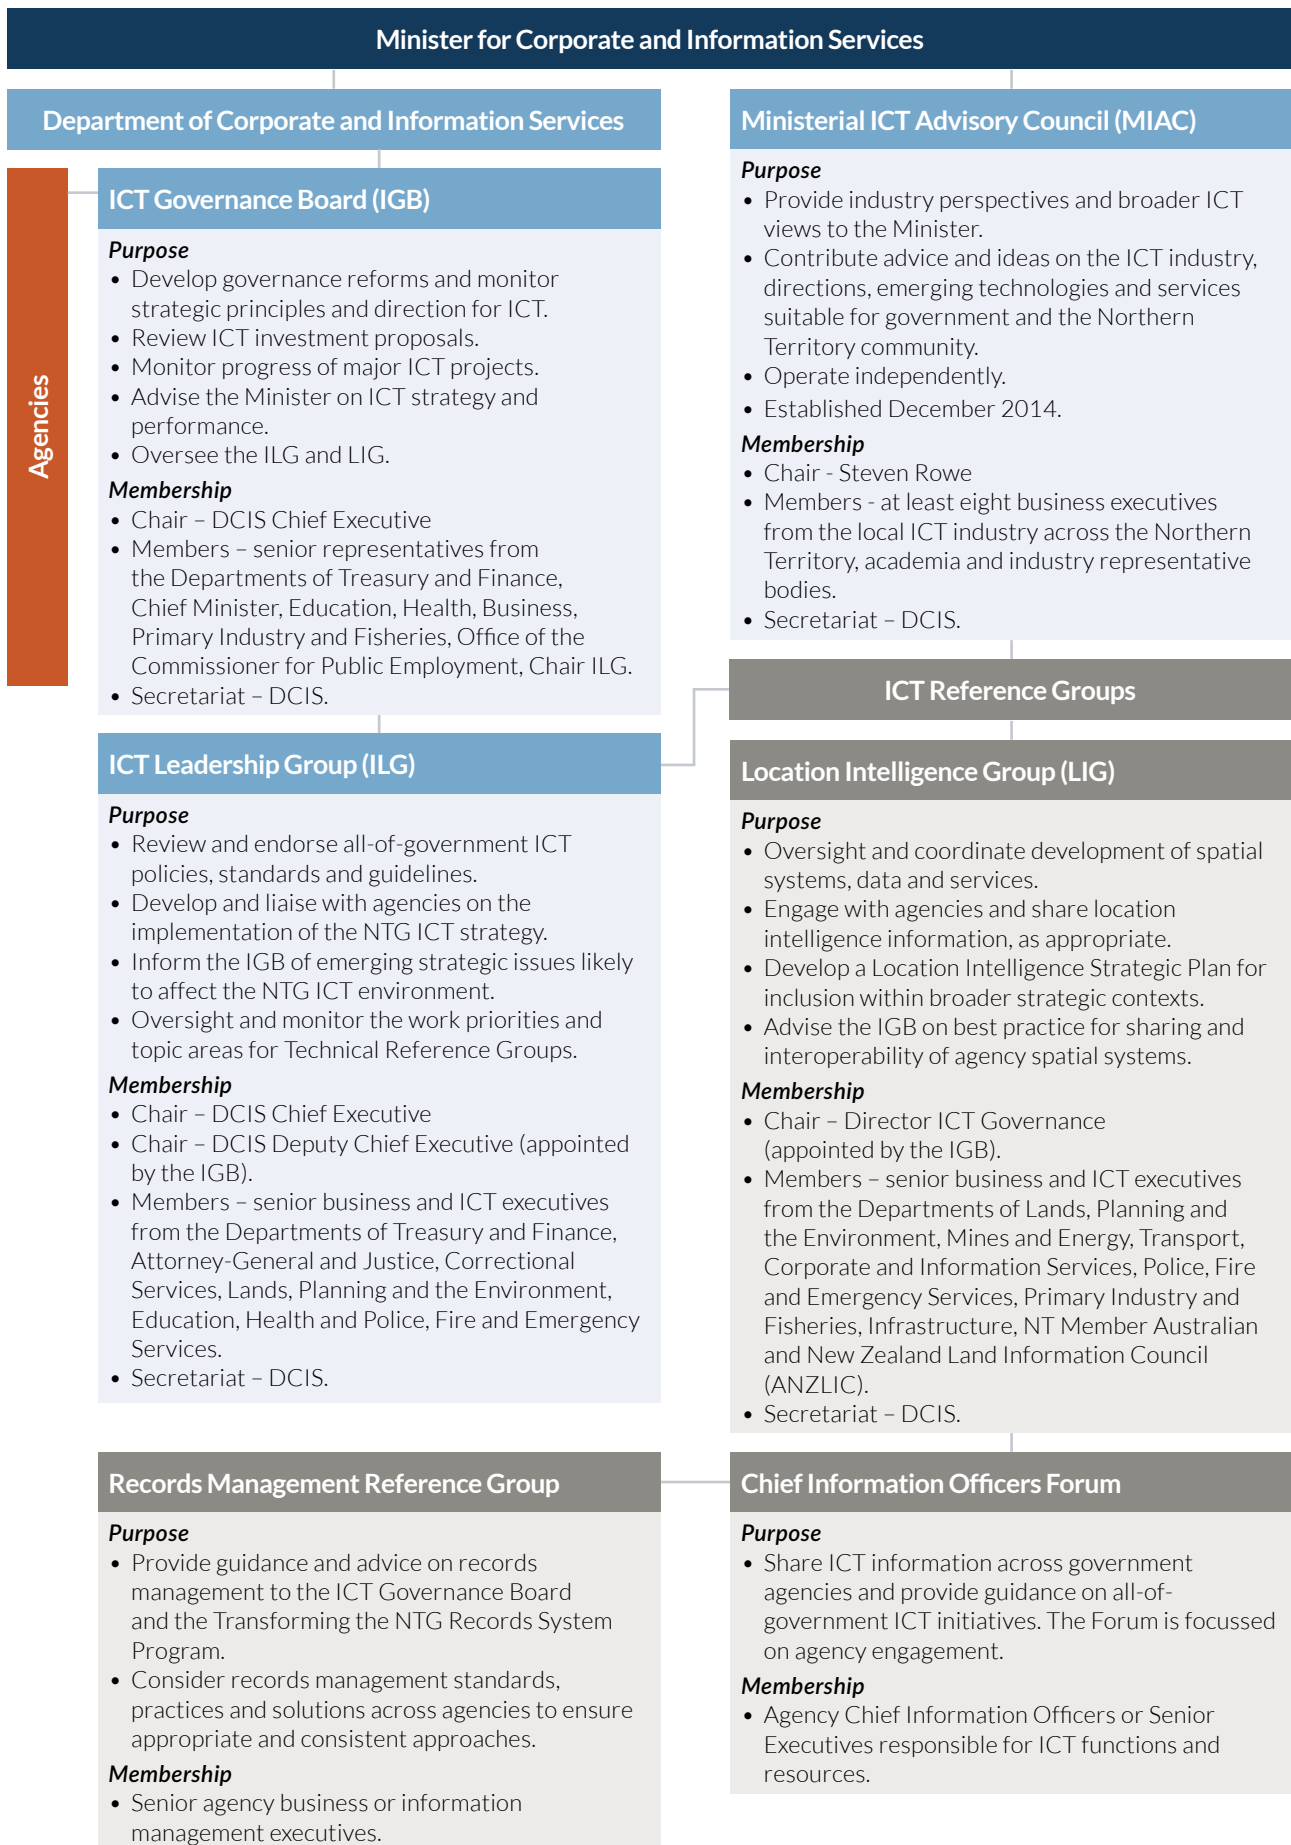 Minister for Corporate and Information Services
Department of Corporate and Information Services
Agencies
ICT Governance Board (IGB)
Purpose
• Develop governance reforms and monitor
strategic principles and direction for ICT.
• Review ICT investment proposals.
• Monitor progress of major ICT projects.
• Advise the Minister on ICT strategy and
performance.
• Oversee the ILG and LIG.
Membership
• Chair – DCIS Chief Executive
• Members – senior representatives from
the Departments of Treasury and Finance,
Chief Minister, Education, Health, Business,
Primary Industry and Fisheries, Office of the
Commissioner for Public Employment, Chair ILG.
• Secretariat – DCIS.
ICT Leadership Group (ILG)
Purpose
• Review and endorse all-of-government ICT
policies, standards and guidelines.
• Develop and liaise with agencies on the
implementation of the NTG ICT strategy.
• Inform the IGB of emerging strategic issues likely
to affect the NTG ICT environment.
• Oversight and monitor the work priorities and
topic areas for Technical Reference Groups.
Membership
• Chair – DCIS Chief Executive
• Chair – DCIS Deputy Chief Executive (appointed
by the IGB).
• Members – senior business and ICT executives
from the Departments of Treasury and Finance,
Attorney-General and Justice, Correctional
Services, Lands, Planning and the Environment,
Education, Health and Police, Fire and Emergency
Services.
• Secretariat – DCIS.
Ministerial ICT Advisory Council (MIAC)
Purpose
• Provide industry perspectives and broader ICT
views to the Minister.
• Contribute advice and ideas on the ICT industry,
directions, emerging technologies and services
suitable for government and the Northern
Territory community.
• Operate independently.
• Established December 2014.
Membership
• Chair - Steven Rowe
• Members - at least eight business executives
from the local ICT industry across the Northern
Territory, academia and industry representative
bodies.
• Secretariat – DCIS.
ICT Reference Groups
Location Intelligence Group (LIG)
Purpose
• Oversight and coordinate development of spatial
systems, data and services.
• Engage with agencies and share location
intelligence information, as appropriate.
• Develop a Location Intelligence Strategic Plan for
inclusion within broader strategic contexts.
• Advise the IGB on best practice for sharing and
interoperability of agency spatial systems.
Membership
• Chair – Director ICT Governance
(appointed by the IGB).
• Members – senior business and ICT executives
from the Departments of Lands, Planning and
the Environment, Mines and Energy, Transport,
Corporate and Information Services, Police, Fire
and Emergency Services, Primary Industry and
Fisheries, Infrastructure, NT Member Australian
and New Zealand Land Information Council
(ANZLIC).
• Secretariat – DCIS.
Records Management Reference Group
Purpose
• Provide guidance and advice on records
management to the ICT Governance Board
and the Transforming the NTG Records System
Program.
• Consider records management standards,
practices and solutions across agencies to ensure
appropriate and consistent approaches.
Membership
• Senior agency business or information
management executives.
Chief Information Officers Forum
Purpose
• Share ICT information across government
agencies and provide guidance on all-of-
government ICT initiatives. The Forum is focussed
on agency engagement.
Membership
• Agency Chief Information Officers or Senior
Executives responsible for ICT functions and
resources.